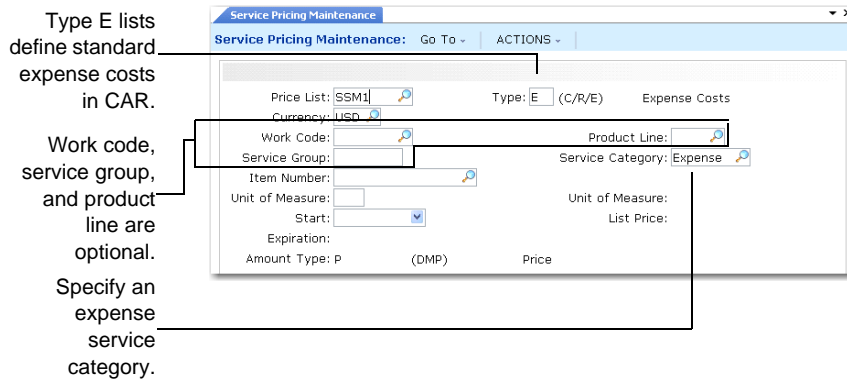 Type E lists
define standard
expense costs
in CAR.
Work code,
service group,
and product
line are
optional.
Specify an
expense
service
category.
Service Pricing Maintenance
Service Pricing Maintenance: Go To ACTIONS
Price List: SSM1 Type: E (C/R/E) Expense Costs
Currency: USD
Work Code: Product Line:
Service Group: Service Category: Expense
Item Number:
Unit of Measure: Unit of Measure:
Start: List Price:
Expiration:
Amount Type: P (DMP) Price